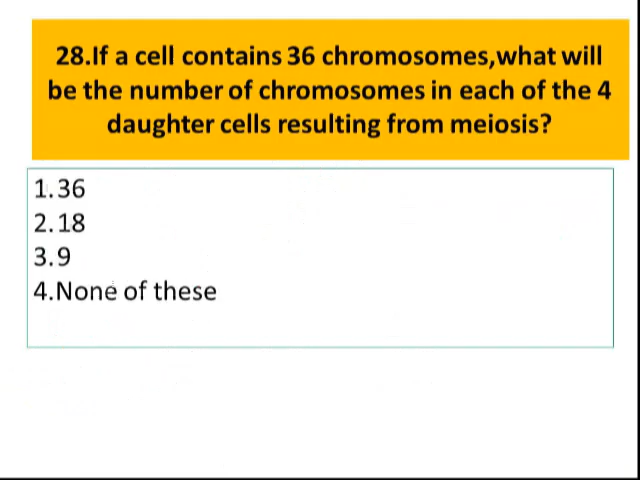 28.If a cell contains 36 chromosomes,what will
be the number of chromosomes in each of the 4
daughter cells resulting from meiosis?
1.36
2.18
3.9
4.None of these